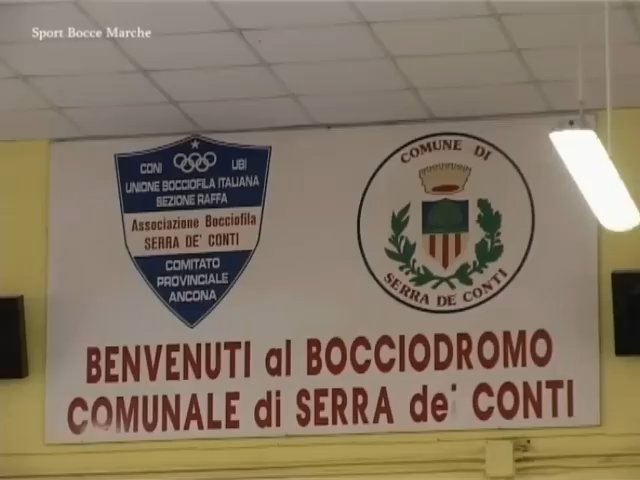 Sport Bocce Marche
CONI UBI
UNIONE BOCCIOFILA ITALIANA
SEZIONE RAFFA
Associazione Bocciofila
SERRA DE' CONTI
COMITATO
PROVINCIALE
ANCONA
COMUNE DI
SERRA DE' CONTI
BENVENUTI al BOCCIODROMO
COMUNALE di SERRA de' CONTI